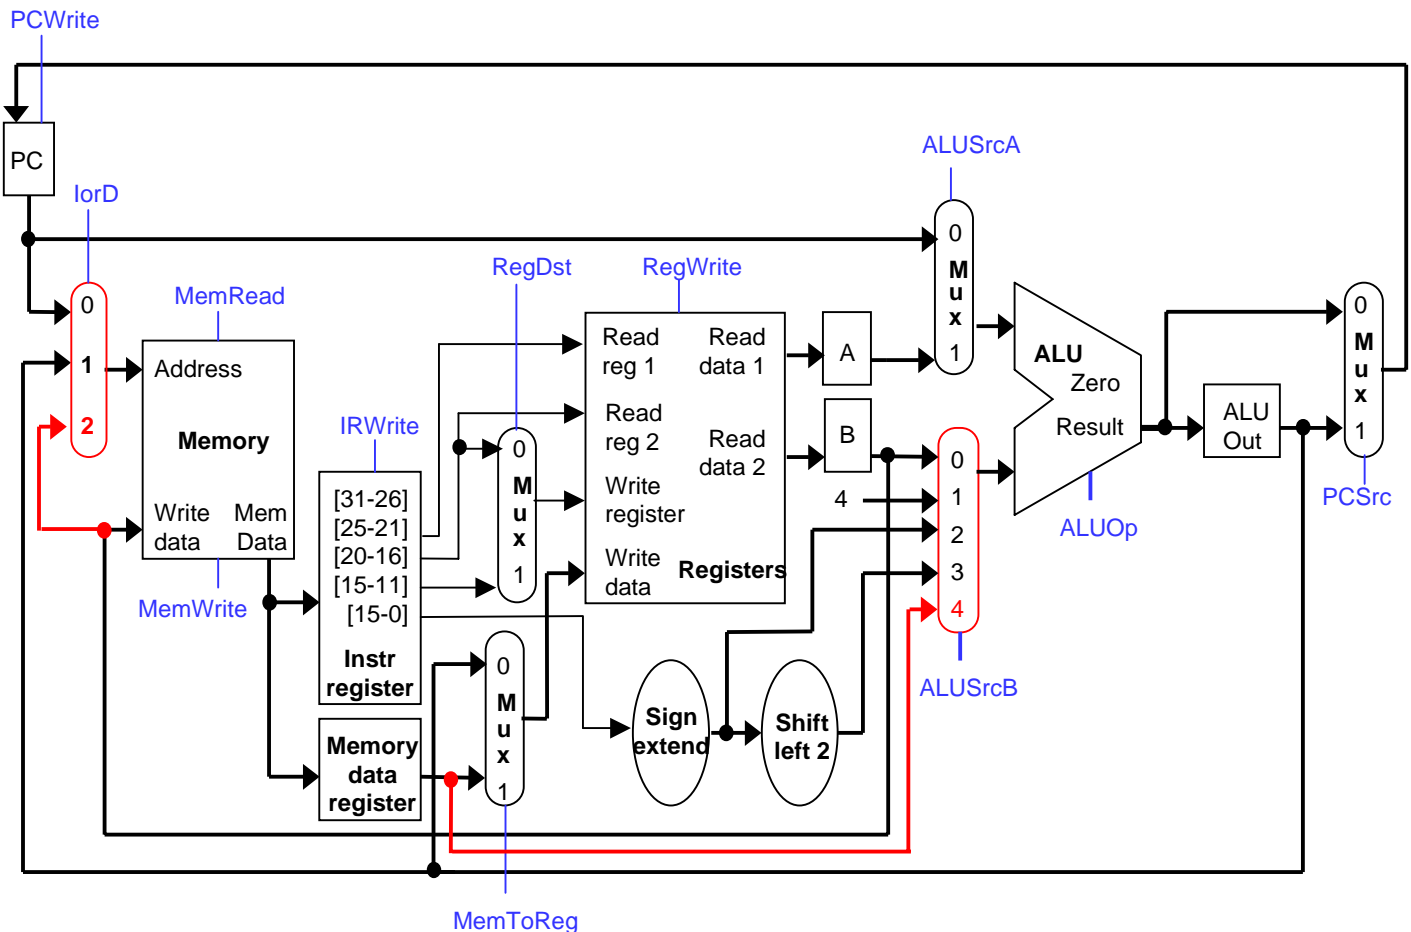 PCWrite
PC
IorD
0
1
2
MemRead
Address
Memory
Write
data
Mem
Data
MemWrite
IRWrite
[31-26]
[25-21]
[20-16]
[15-11]
[15-0]
Instr
register
Memory
data
register
RegDst
0
M
u
x
1
0
M
u
x
1
MemToReg
RegWrite
Read
reg 1
Read
data 1
Read
reg 2
Read
data 2
Write
register
Write
data
Registers
Sign
extend
Shift
left 2
A
B
4
ALUSrcA
0
M
u
x
1
0
1
2
3
4
ALUSrcB
ALU
Zero
Result
ALUOp
ALU
Out
0
M
u
x
1
PCSrc